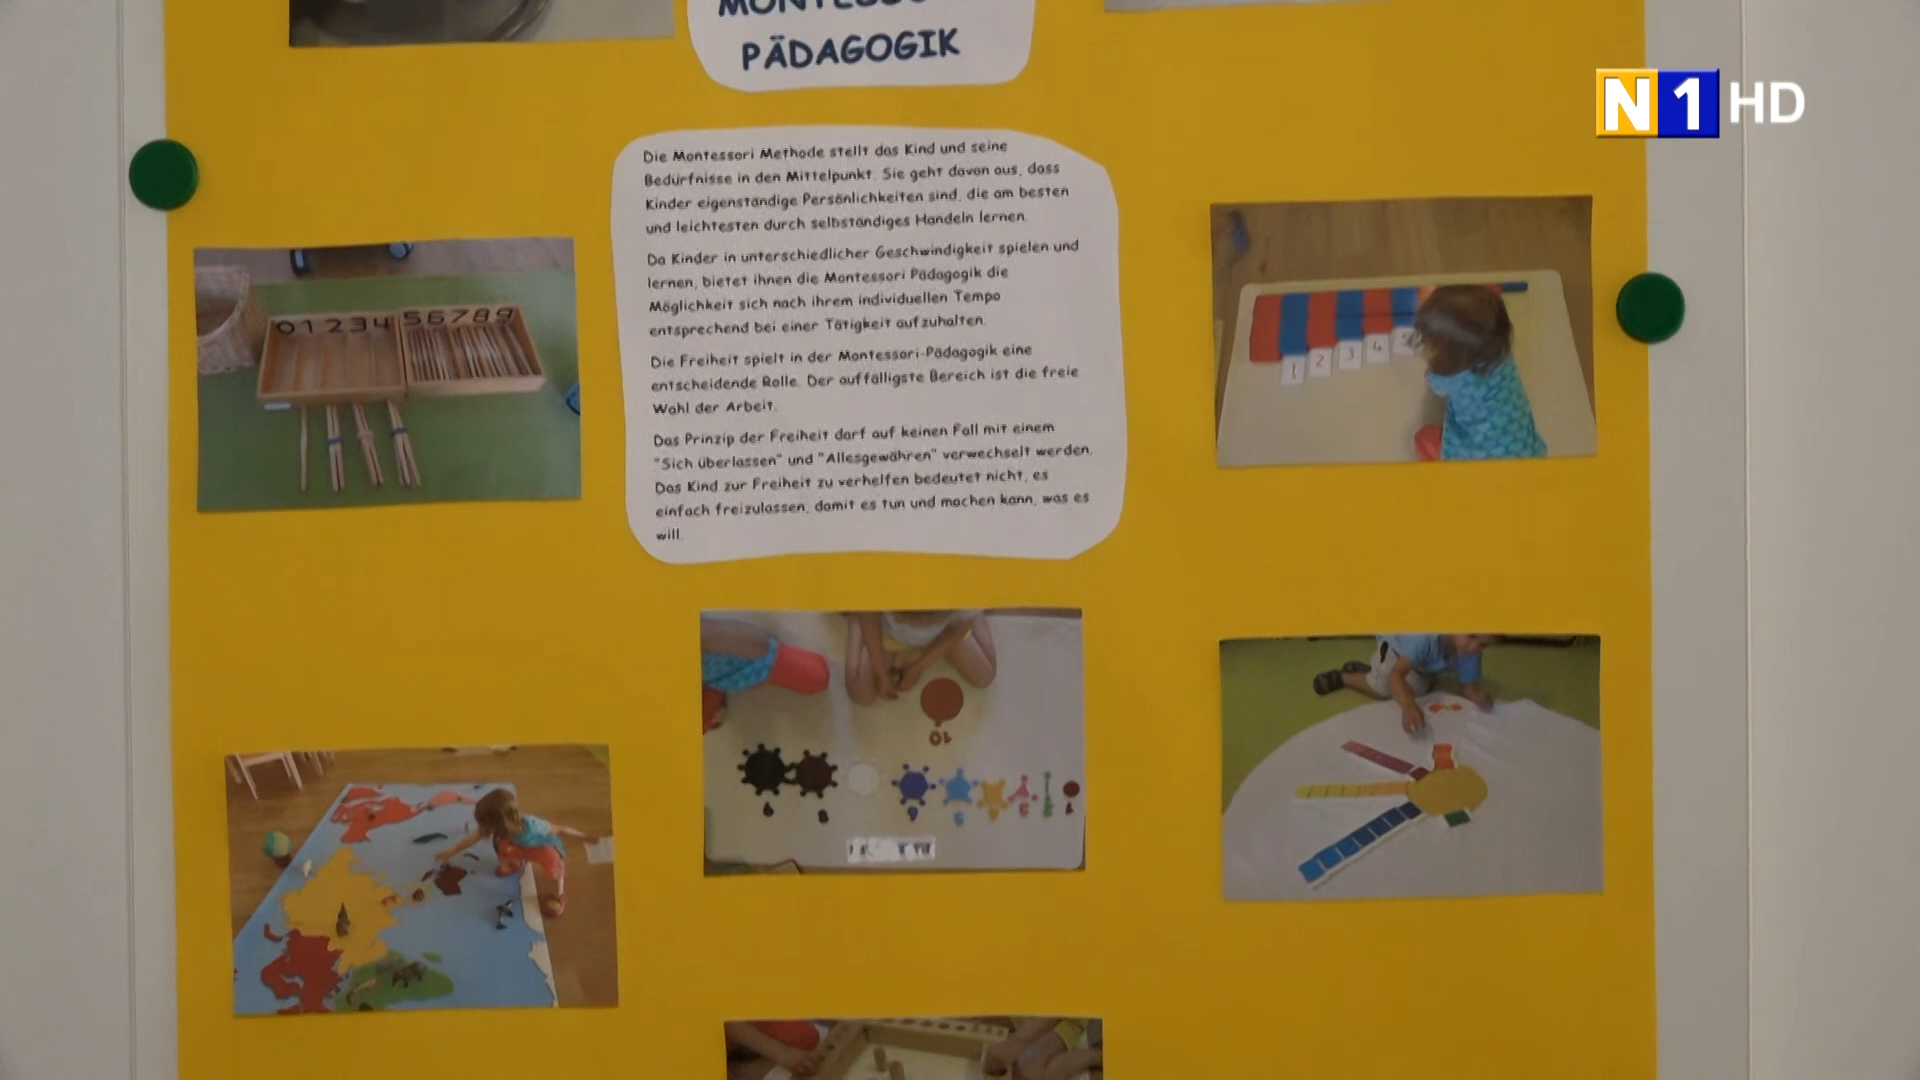 MONTESSO
PÄDAGOGIK
N1 HD
Die Montessori Methode stellt das Kind und seine
Bedürfnisse in den Mittelpunkt. Sie geht davon aus, dass
Kinder eigenständige Persönlichkeiten sind, die am besten
und leichtesten durch selbständiges Handeln lernen.
Da Kinder in unterschiedlicher Geschwindigkeit spielen und
lernen, bietet ihnen die Montessori Pädagogik die
Möglichkeit sich nach ihrem individuellen Tempo
entsprechend bei einer Tätigkeit aufzuhalten.
Die Freiheit spielt in der Montessori-Pädagogik eine
entscheidende Rolle. Der auffälligste Bereich ist die freie
Wahl der Arbeit.
Das Prinzip der Freiheit darf auf keinen Fall mit einem
"Sich überlassen" und "Allesgewähren" verwechselt werden.
Das Kind zur Freiheit zu verhelfen bedeutet nicht, es
einfach freizulassen, damit es tun und machen kann, was es
will.
0 1 2 3 4 5 6 7 8 9
1 2 3 4
10
9 8 6 5